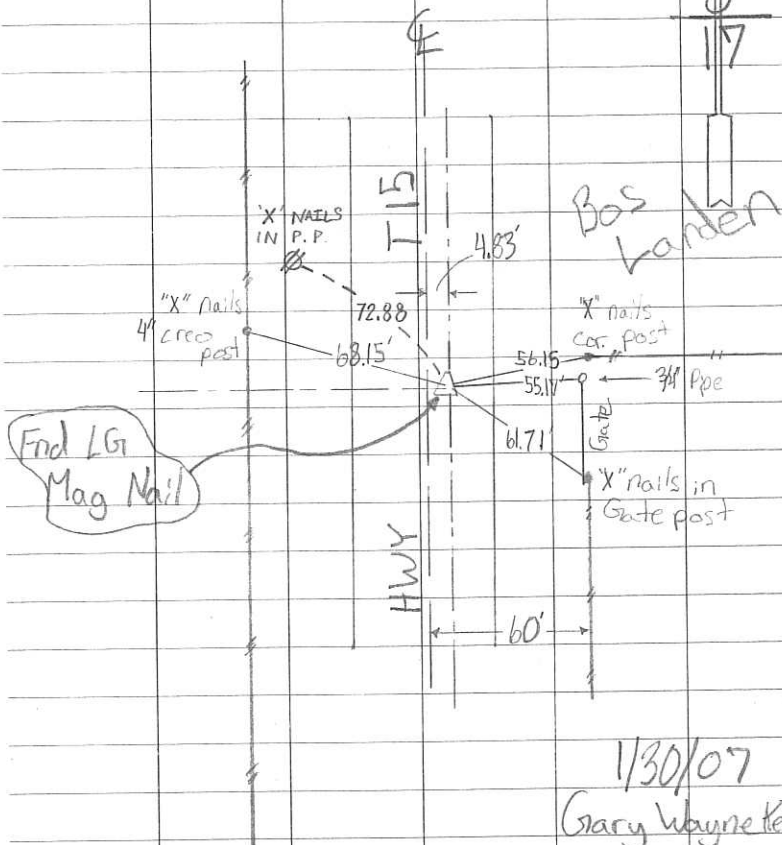 ℄
17
Bos
Landen
T 15
4.83'
'X' NAILS
IN P.P.
72.88
"X" nails
4" creo
post
68.15'
"X" nails
cor. post
56.15
55.17'
3/4" Pipe
Gate
61.71'
Fnd LG
Mag Nail
"X" nails in
Gate post
HWY
60'
1/30/07
Gary Wayne